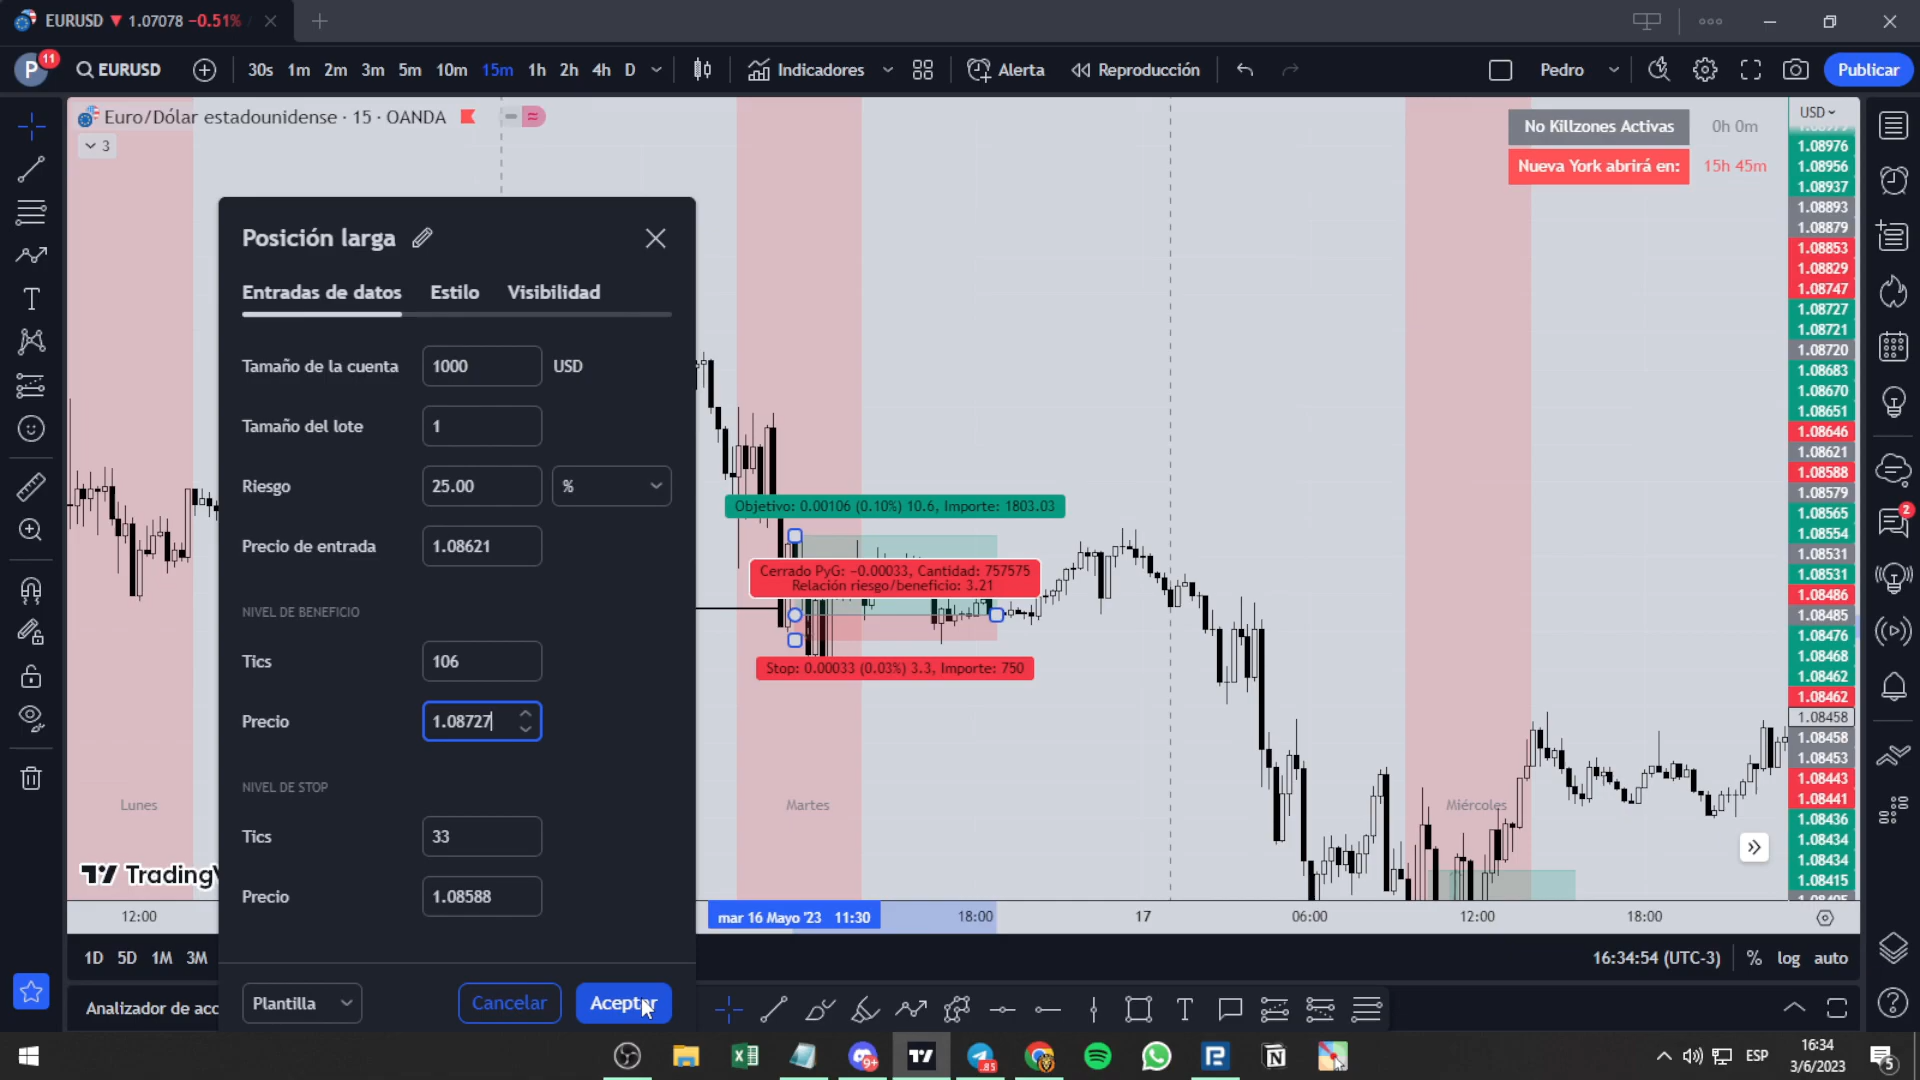 EURUSD ▼ 1.07078 −0.51%
P 11 EURUSD 30s 1m 2m 3m 5m 10m 15m 1h 2h 4h D Indicadores Alerta Reproducción Pedro Publicar
Euro/Dólar estadounidense · 15 · OANDA
3
No Killzones Activas 0h 0m
Nueva York abrirá en: 15h 45m
USD
1.08976
1.08956
1.08937
1.08893
1.08879
1.08853
1.08829
1.08747
1.08727
1.08721
1.08720
1.08683
1.08670
1.08651
1.08646
1.08621
1.08588
1.08579
1.08565
1.08554
1.08531
1.08531
1.08486
1.08485
1.08476
1.08468
1.08462
1.08462
1.08458
1.08458
1.08453
1.08443
1.08441
1.08436
1.08434
1.08434
1.08415
2
Posición larga
Entradas de datos Estilo Visibilidad
Tamaño de la cuenta 1000 USD
Tamaño del lote 1
Riesgo 25.00 %
Precio de entrada 1.08621
NIVEL DE BENEFICIO
Tics 106
Precio 1.08727
NIVEL DE STOP
Tics 33
Precio 1.08588
Plantilla Cancelar Aceptar
Objetivo: 0.00106 (0.10%) 10.6, Importe: 1803.03
Cerrado PyG: −0.00033, Cantidad: 757575
Relación riesgo/beneficio: 3.21
Stop: 0.00033 (0.03%) 3.3, Importe: 750
Lunes Martes Miércoles
12:00 mar 16 Mayo '23 11:30 18:00 17 06:00 12:00 18:00
1D 5D 1M 3M 16:34:54 (UTC-3) % log auto
Analizador de acc
9+ 85 ESP 16:34
3/6/2023 5